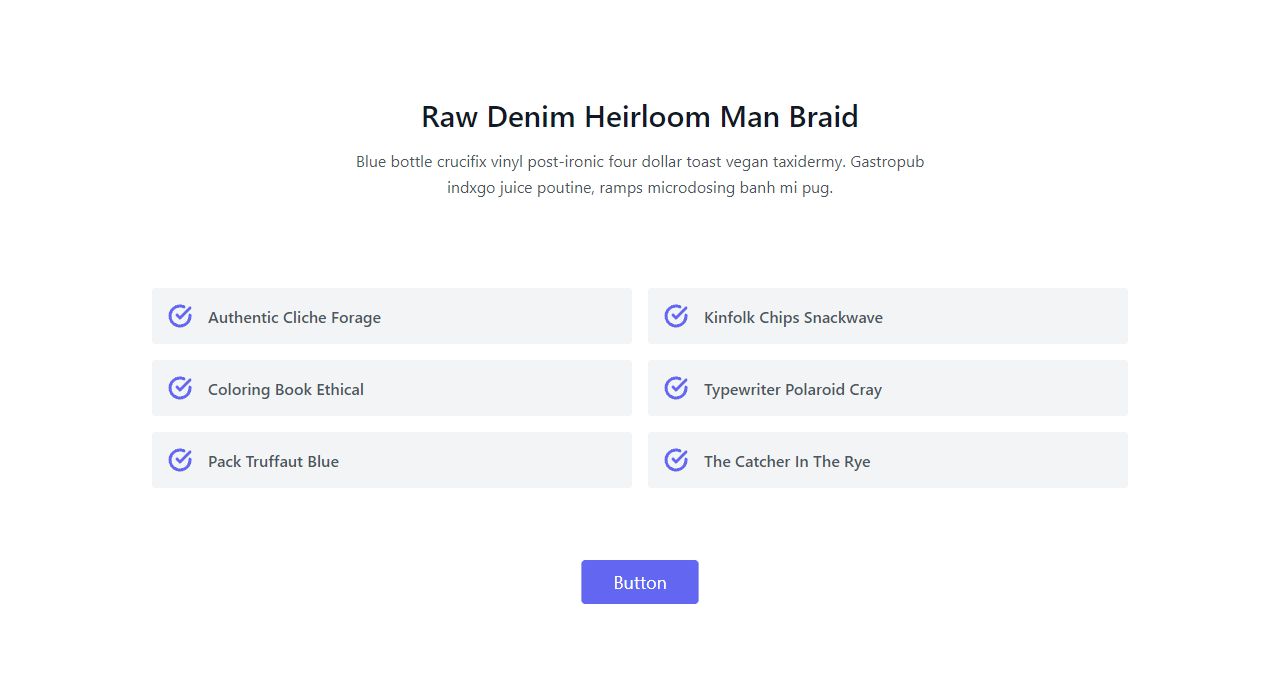 Raw Denim Heirloom Man Braid
Blue bottle crucifix vinyl post-ironic four dollar toast vegan taxidermy. Gastropub
indxgo juice poutine, ramps microdosing banh mi pug.
Authentic Cliche Forage
Kinfolk Chips Snackwave
Coloring Book Ethical
Typewriter Polaroid Cray
Pack Truffaut Blue
The Catcher In The Rye
Button